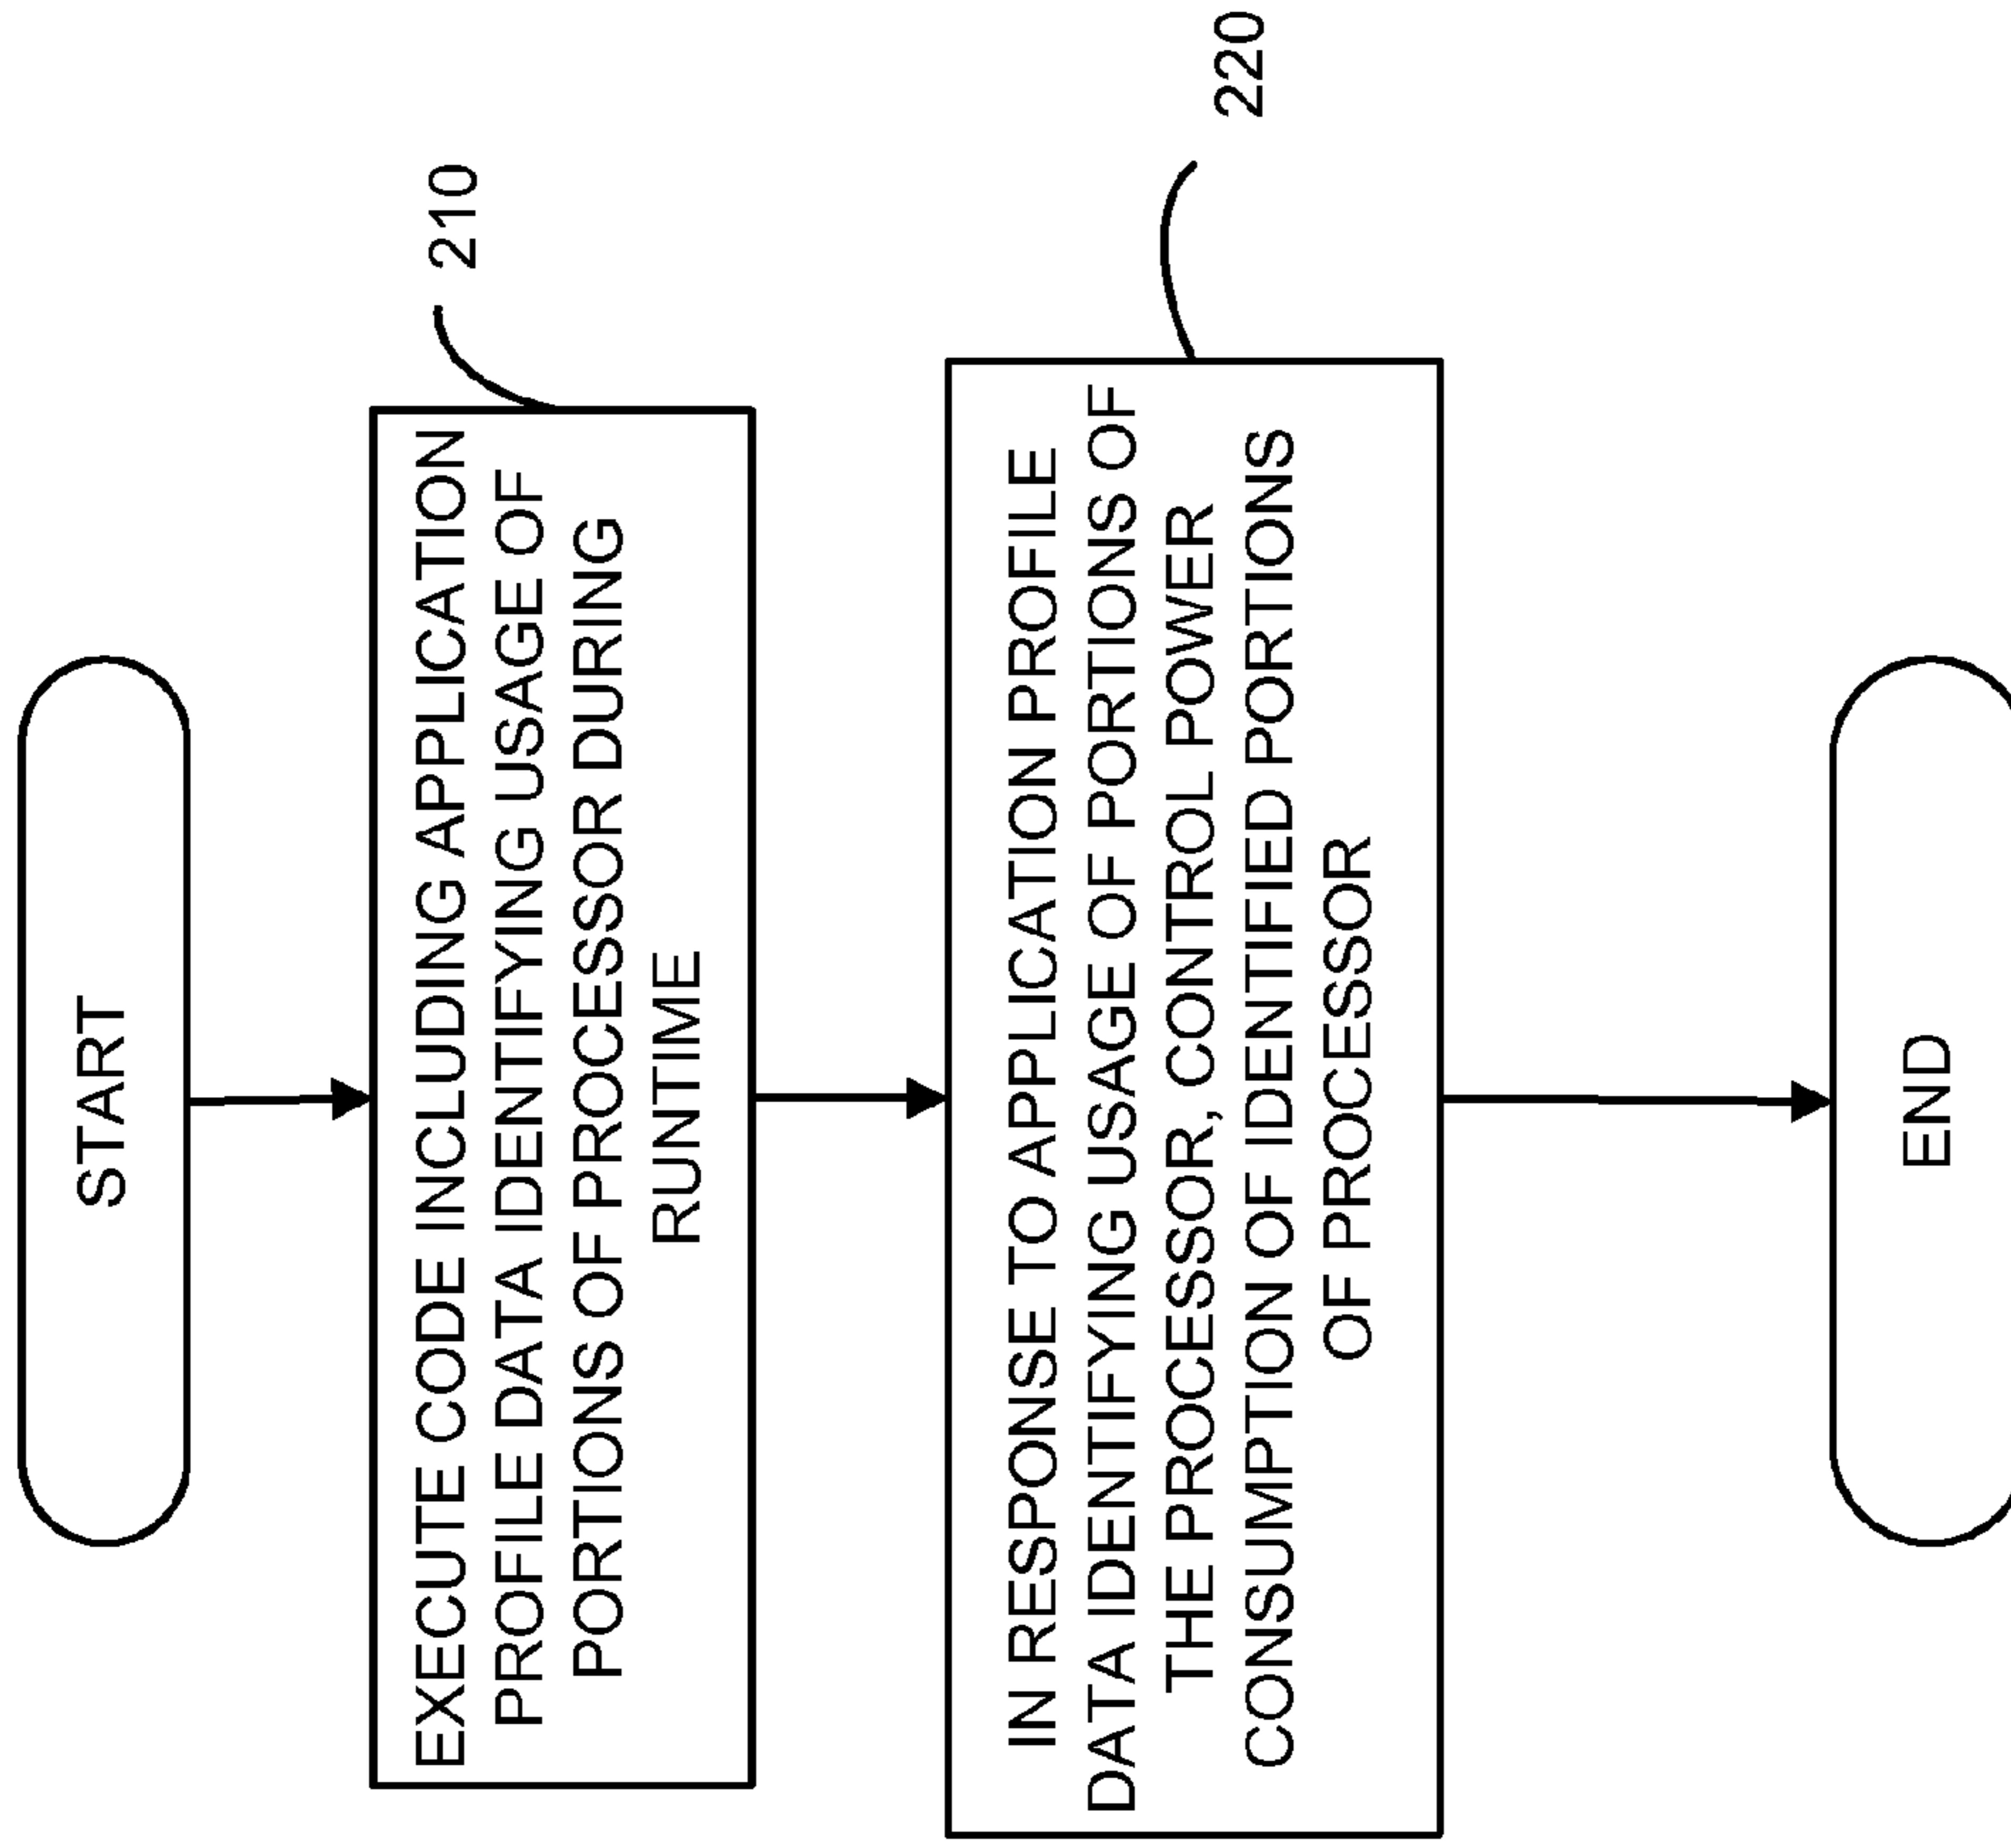 START
EXECUTE CODE INCLUDING APPLICATION
PROFILE DATA IDENTIFYING USAGE OF
PORTIONS OF PROCESSOR DURING
RUNTIME
210
IN RESPONSE TO APPLICATION PROFILE
DATA IDENTIFYING USAGE OF PORTIONS OF
THE PROCESSOR, CONTROL POWER
CONSUMPTION OF IDENTIFIED PORTIONS
OF PROCESSOR
220
END